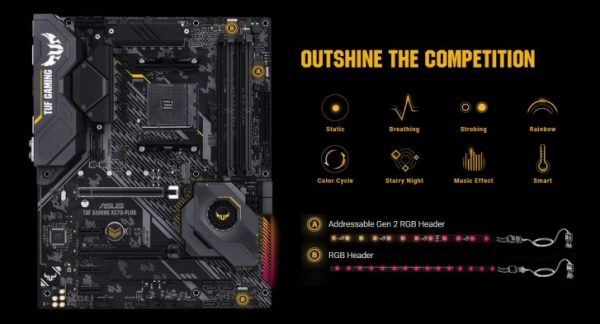 TUF GAMING
OUTSHINE THE COMPETITION
A
Static
Breathing
Strobing
Rainbow
Color Cycle
Starry Night
Music Effect
Smart
ASUS
TUF GAMING X570-PLUS
A Addressable Gen 2 RGB Header
B RGB Header
B